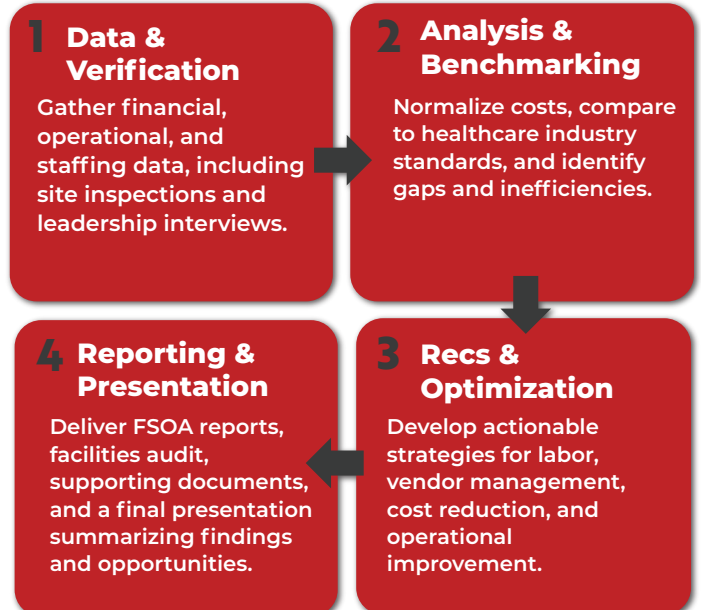 1 Data &
Verification
Gather financial,
operational, and
staffing data, including
site inspections and
leadership interviews.
2 Analysis &
Benchmarking
Normalize costs, compare
to healthcare industry
standards, and identify
gaps and inefficiencies.
3 Recs &
Optimization
Develop actionable
strategies for labor,
vendor management,
cost reduction, and
operational
improvement.
4 Reporting &
Presentation
Deliver FSOA reports,
facilities audit,
supporting documents,
and a final presentation
summarizing findings
and opportunities.